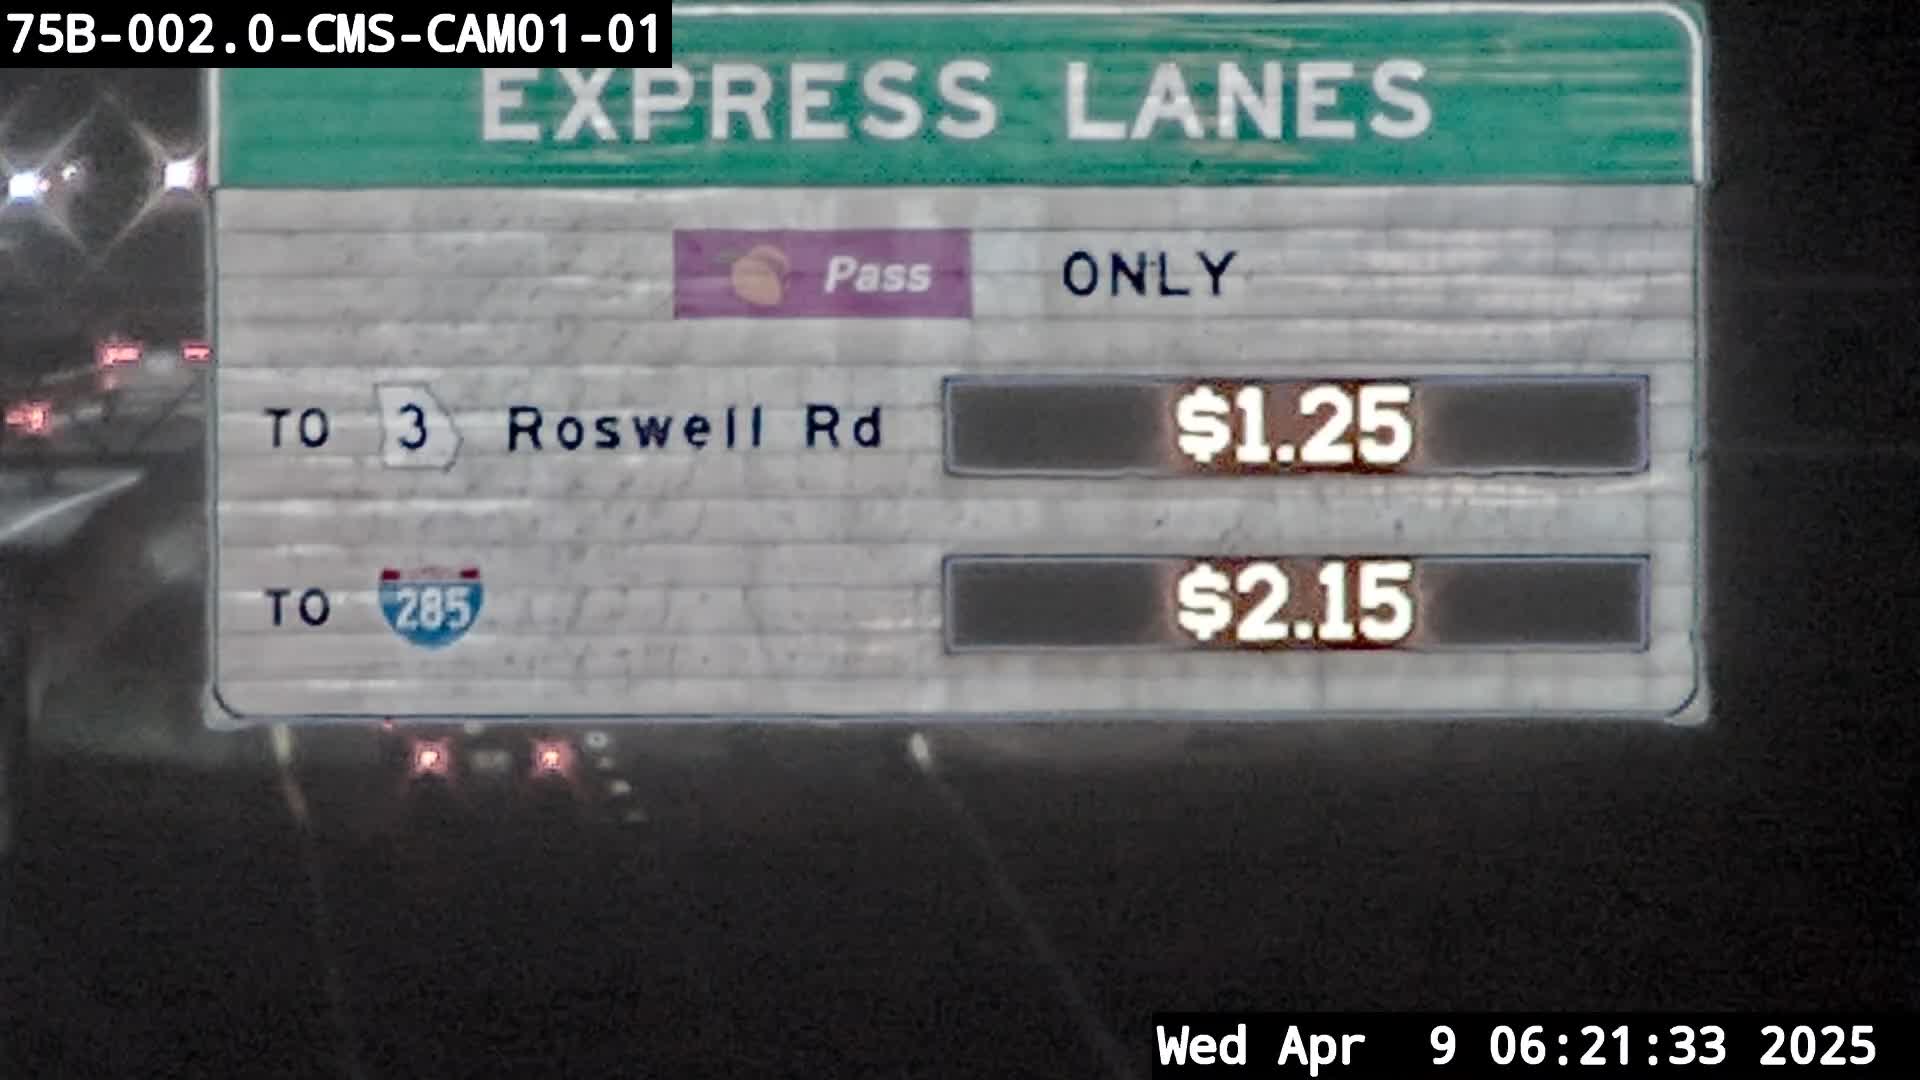 75B-002.0-CMS-CAM01-01
EXPRESS LANES
Pass ONLY
TO 3 Roswell Rd $1.25
TO 285 $2.15
Wed Apr 9 06:21:33 2025